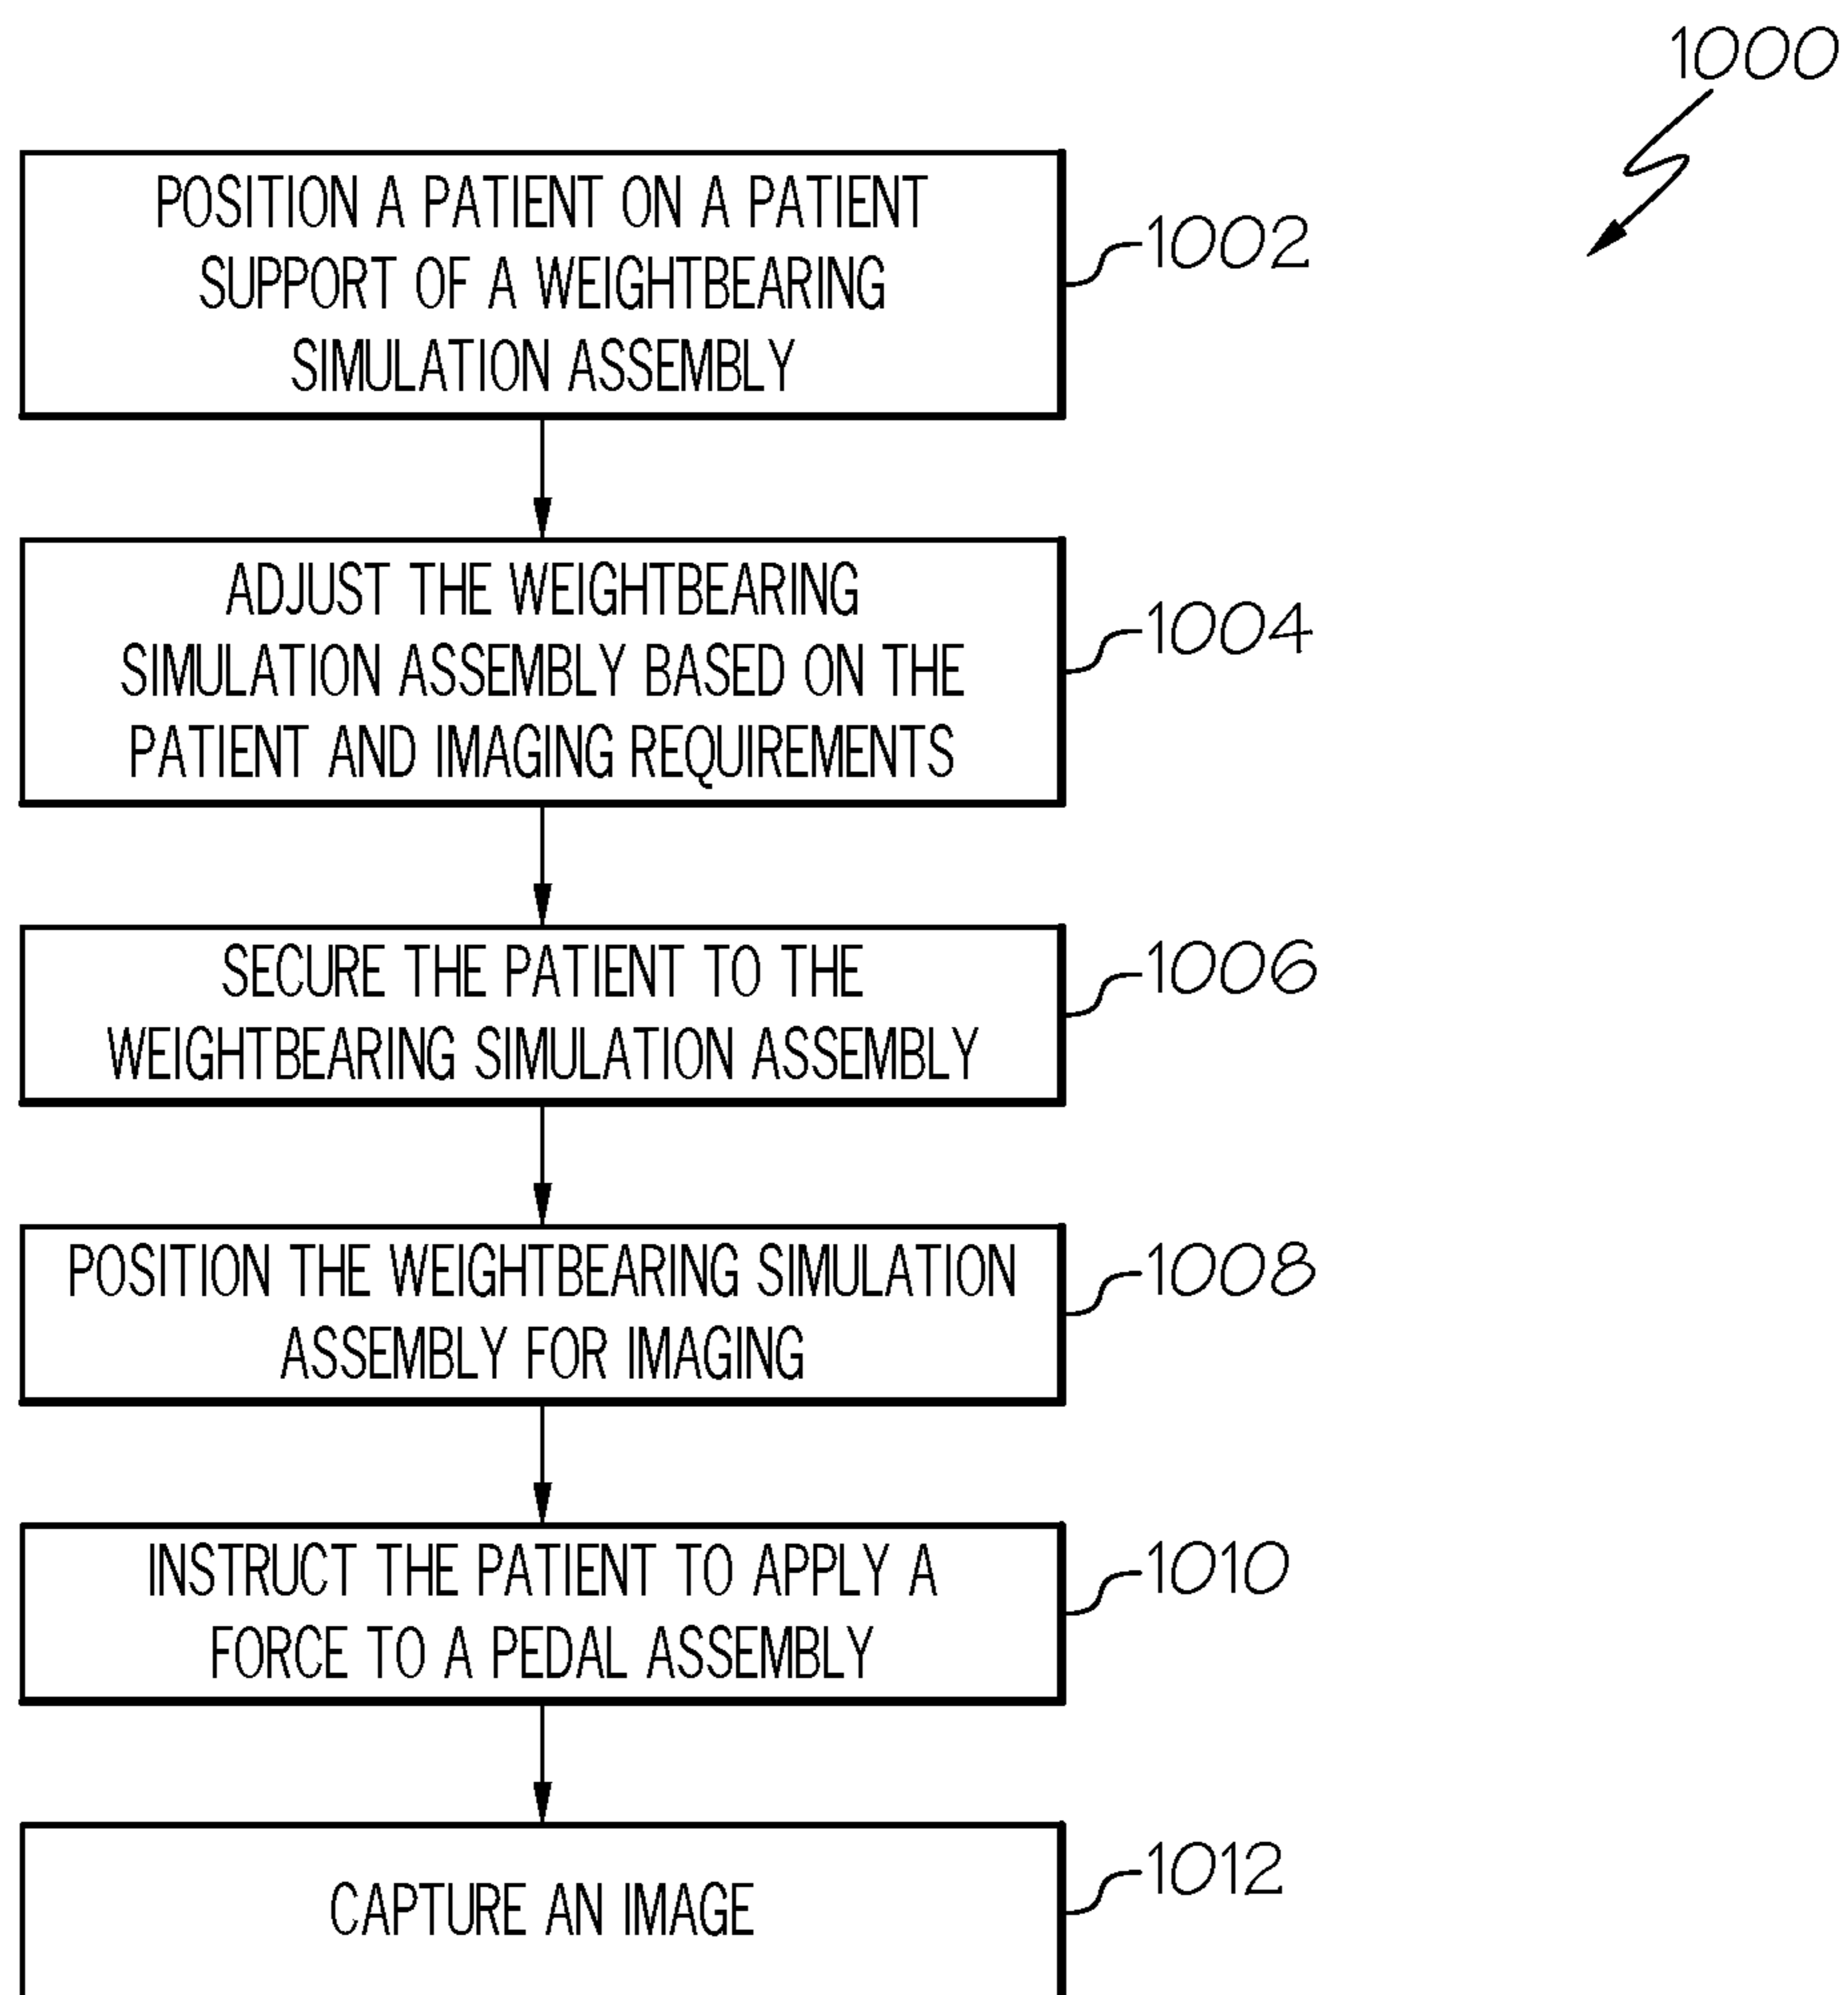 1000
POSITION A PATIENT ON A PATIENT
SUPPORT OF A WEIGHTBEARING
SIMULATION ASSEMBLY
1002
ADJUST THE WEIGHTBEARING
SIMULATION ASSEMBLY BASED ON THE
PATIENT AND IMAGING REQUIREMENTS
1004
SECURE THE PATIENT TO THE
WEIGHTBEARING SIMULATION ASSEMBLY
1006
POSITION THE WEIGHTBEARING SIMULATION
ASSEMBLY FOR IMAGING
1008
INSTRUCT THE PATIENT TO APPLY A
FORCE TO A PEDAL ASSEMBLY
1010
CAPTURE AN IMAGE
1012